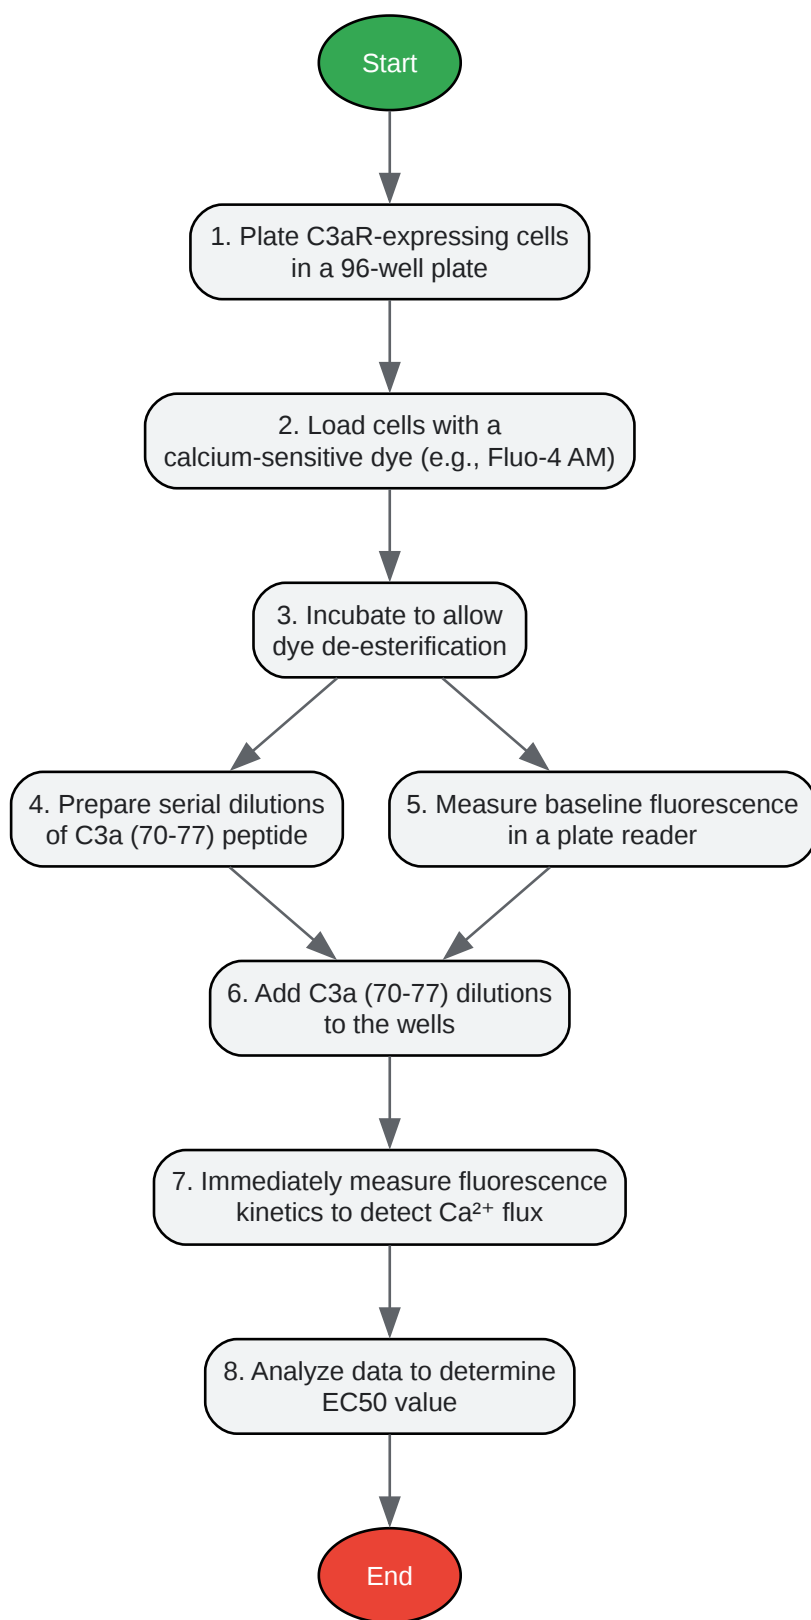 Start
1. Plate C3aR-expressing cells
in a 96-well plate
2. Load cells with a
calcium-sensitive dye (e.g., Fluo-4 AM)
3. Incubate to allow
dye de-esterification
4. Prepare serial dilutions
of C3a (70-77) peptide
5. Measure baseline fluorescence
in a plate reader
6. Add C3a (70-77) dilutions
to the wells
7. Immediately measure fluorescence
kinetics to detect Ca²⁺ flux
8. Analyze data to determine
EC50 value
End